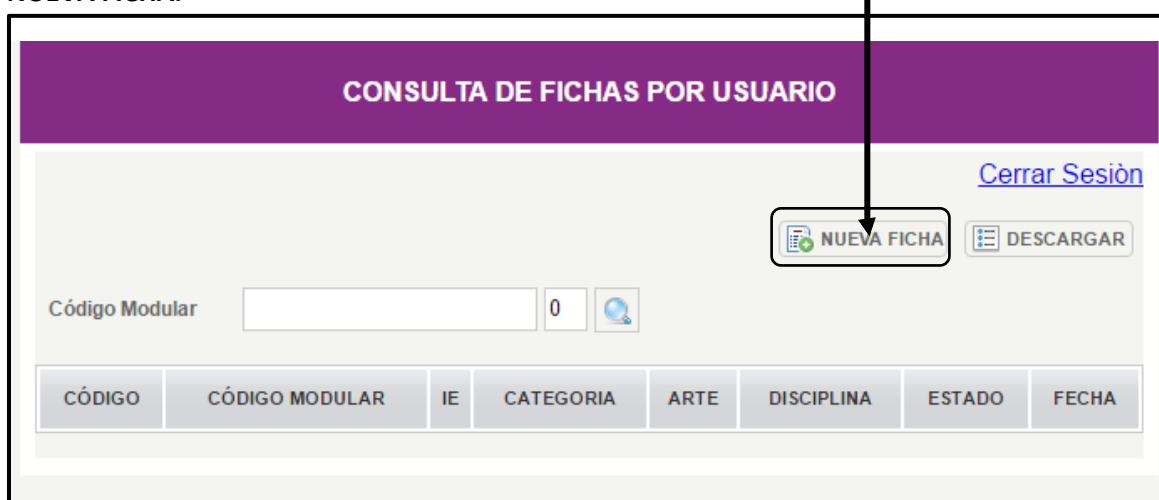 CONSULTA DE FICHAS POR USUARIO
Cerrar Sesiòn
NUEVA FICHA DESCARGAR
Código Modular 0
CÓDIGO CÓDIGO MODULAR IE CATEGORIA ARTE DISCIPLINA ESTADO FECHA